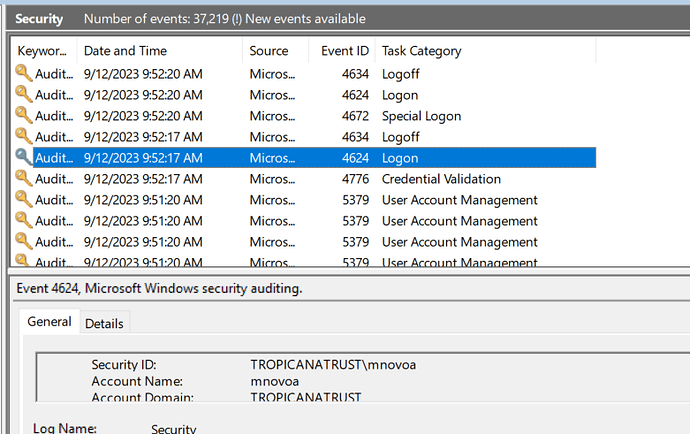 Security Number of events: 37,219 (!) New events available
Keywor... Date and Time Source Event ID Task Category
Audit... 9/12/2023 9:52:20 AM Micros... 4634 Logoff
Audit... 9/12/2023 9:52:20 AM Micros... 4624 Logon
Audit... 9/12/2023 9:52:20 AM Micros... 4672 Special Logon
Audit... 9/12/2023 9:52:17 AM Micros... 4634 Logoff
Audit... 9/12/2023 9:52:17 AM Micros... 4624 Logon
Audit... 9/12/2023 9:52:17 AM Micros... 4776 Credential Validation
Audit... 9/12/2023 9:51:20 AM Micros... 5379 User Account Management
Audit... 9/12/2023 9:51:20 AM Micros... 5379 User Account Management
Audit... 9/12/2023 9:51:20 AM Micros... 5379 User Account Management
Audit... 9/12/2023 9:51:20 AM Micros... 5379 User Account Management
Event 4624, Microsoft Windows security auditing.
General Details
Security ID: TROPICANATRUST\mnovoa
Account Name: mnovoa
Account Domain: TROPICANATRUST
Log Name: Security